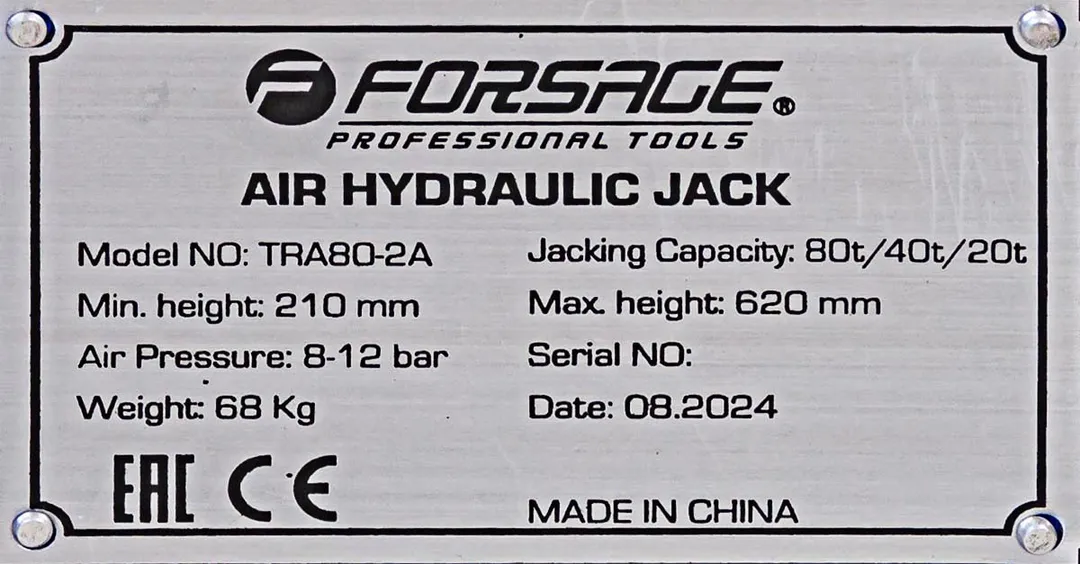 FORSAGE®
PROFESSIONAL TOOLS
AIR HYDRAULIC JACK
Model NO: TRA80-2A
Jacking Capacity: 80t/40t/20t
Min. height: 210 mm
Max. height: 620 mm
Air Pressure: 8-12 bar
Serial NO:
Weight: 68 Kg
Date: 08.2024
EAC CE
MADE IN CHINA